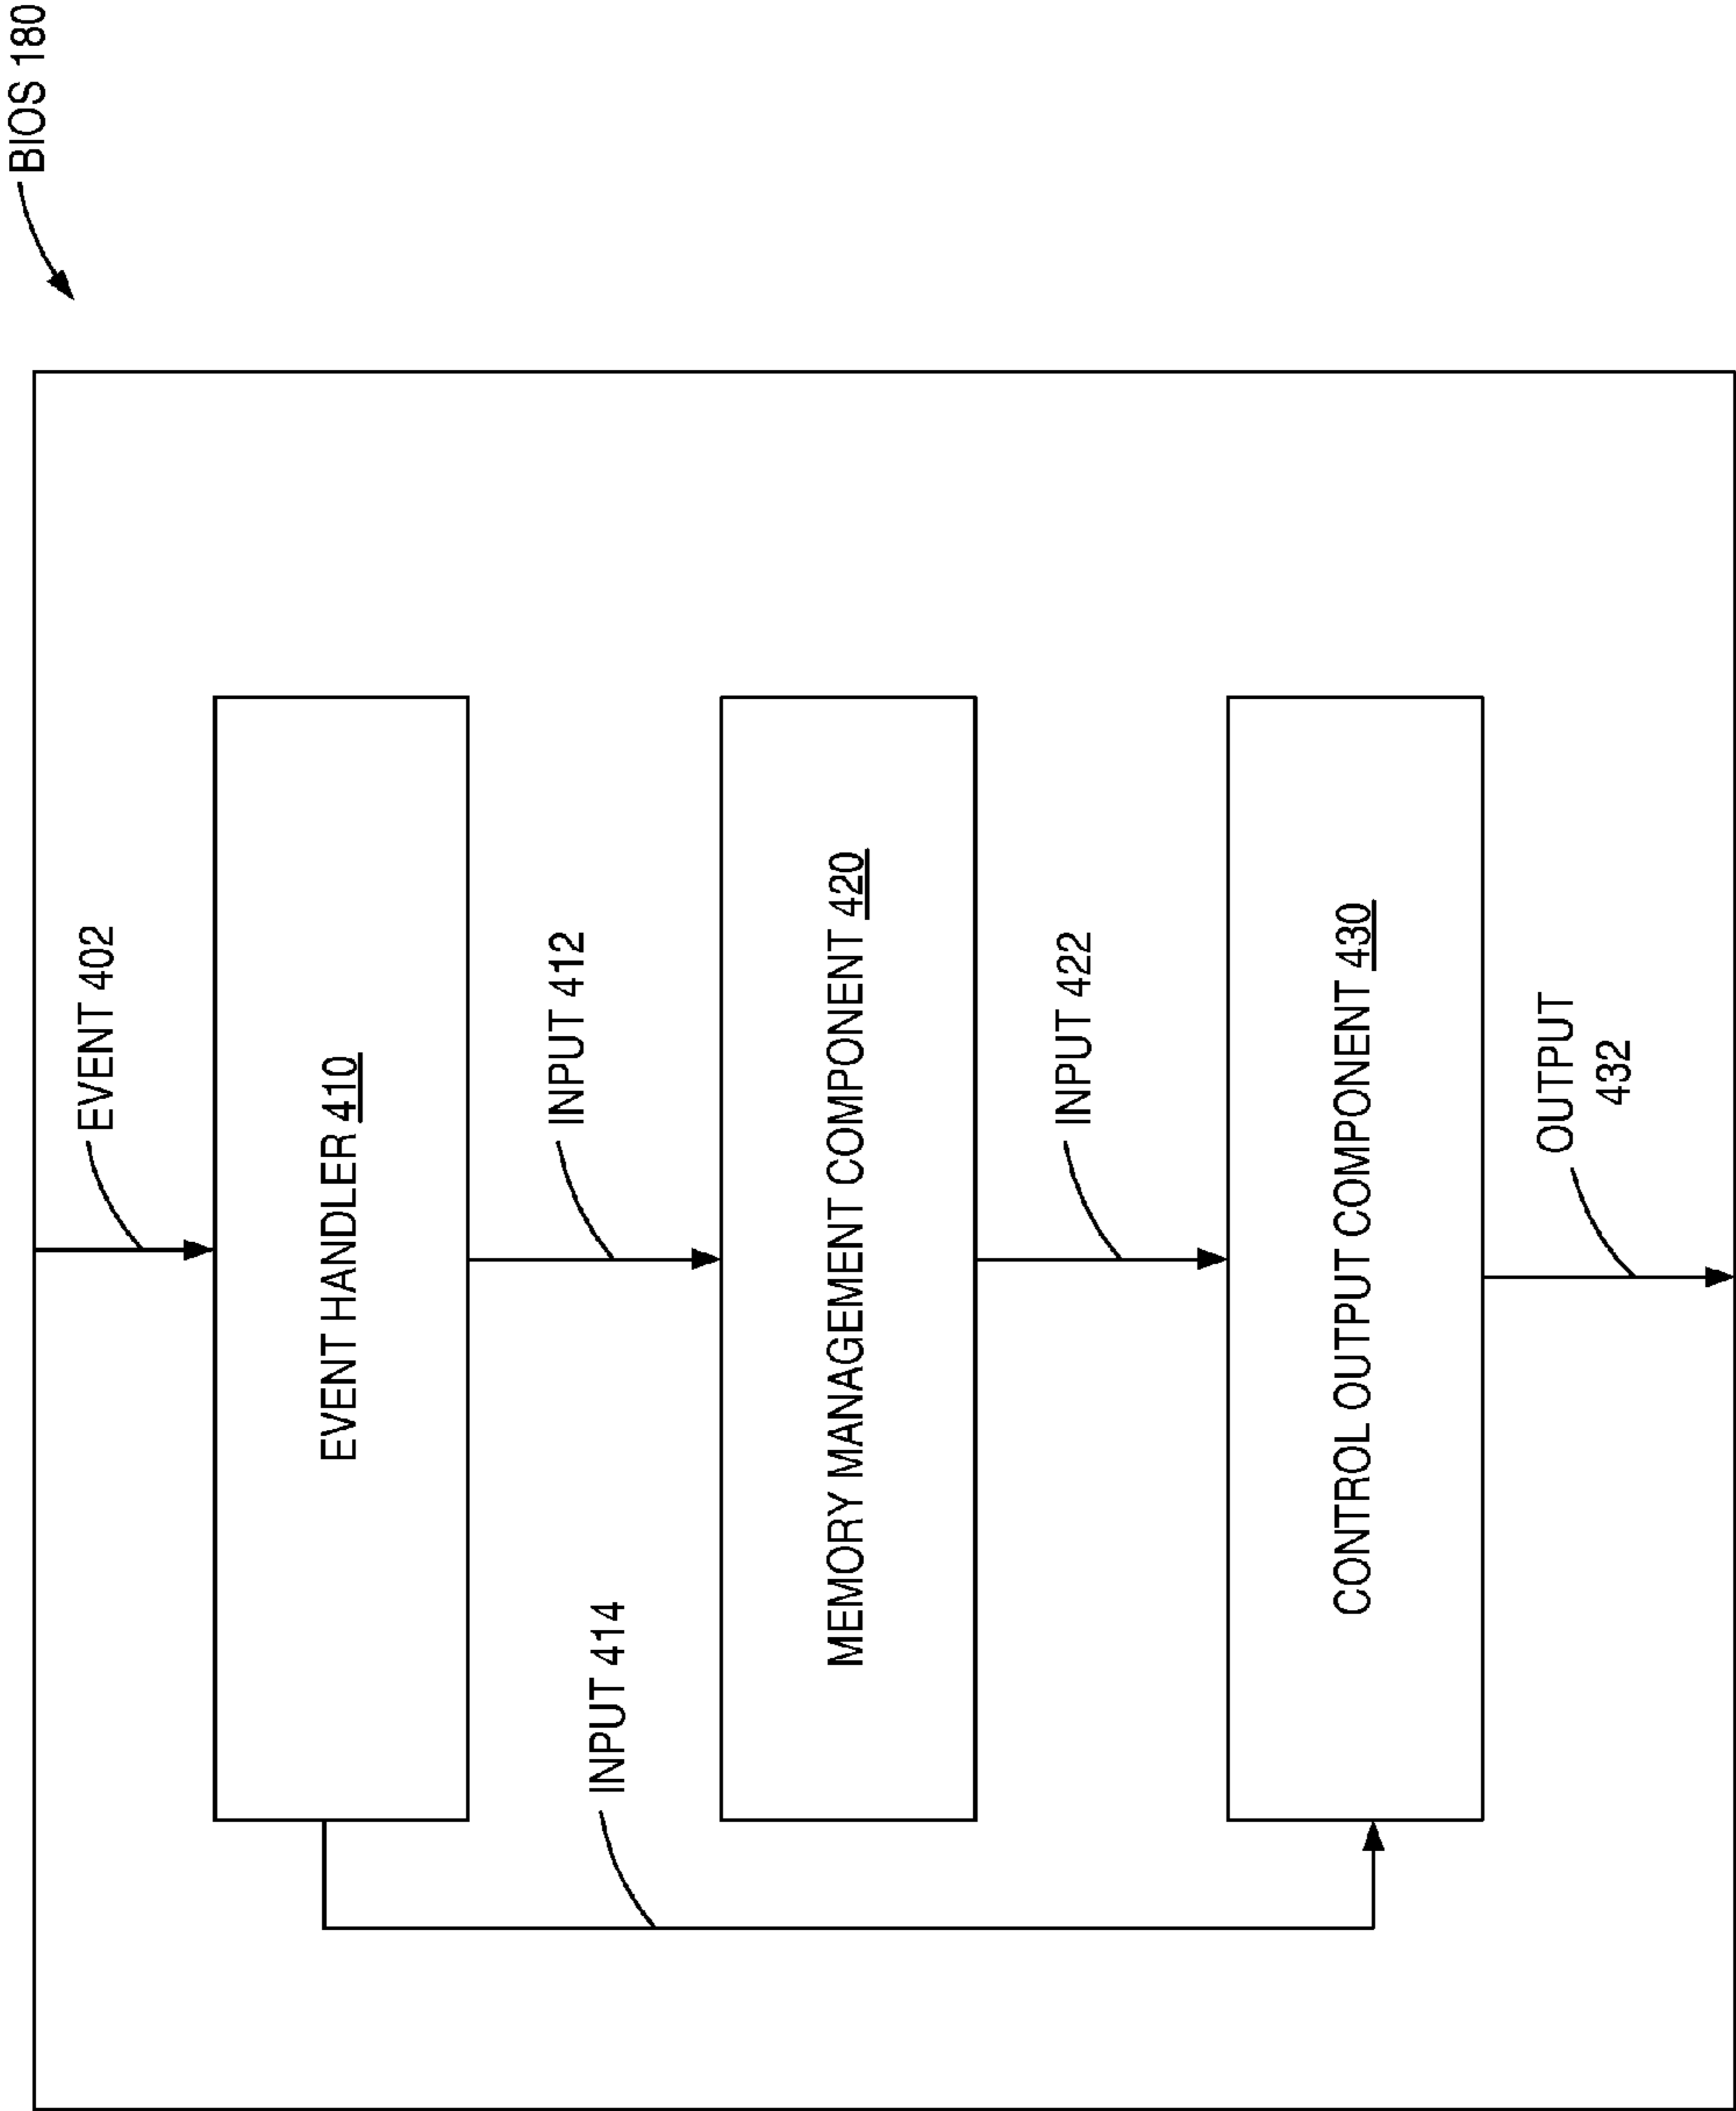 BIOS 180
EVENT 402
EVENT HANDLER 410
INPUT 412
INPUT 414
MEMORY MANAGEMENT COMPONENT 420
INPUT 422
CONTROL OUTPUT COMPONENT 430
OUTPUT
432